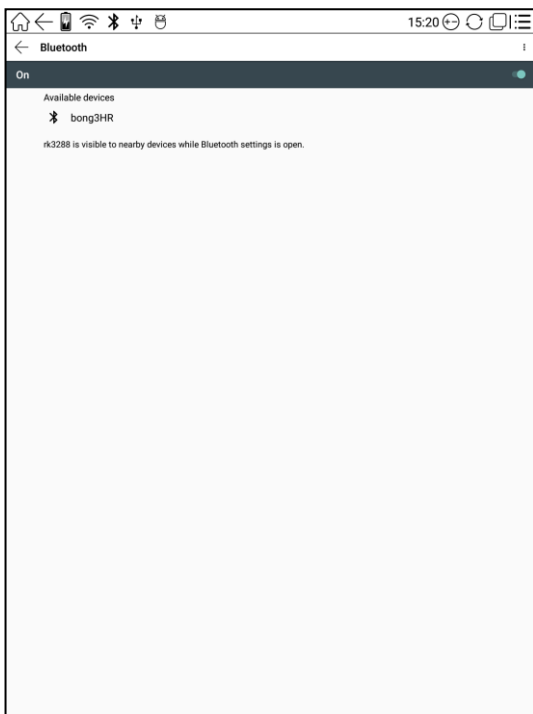 15:20
Bluetooth
On
Available devices
bong3HR
rk3288 is visible to nearby devices while Bluetooth settings is open.